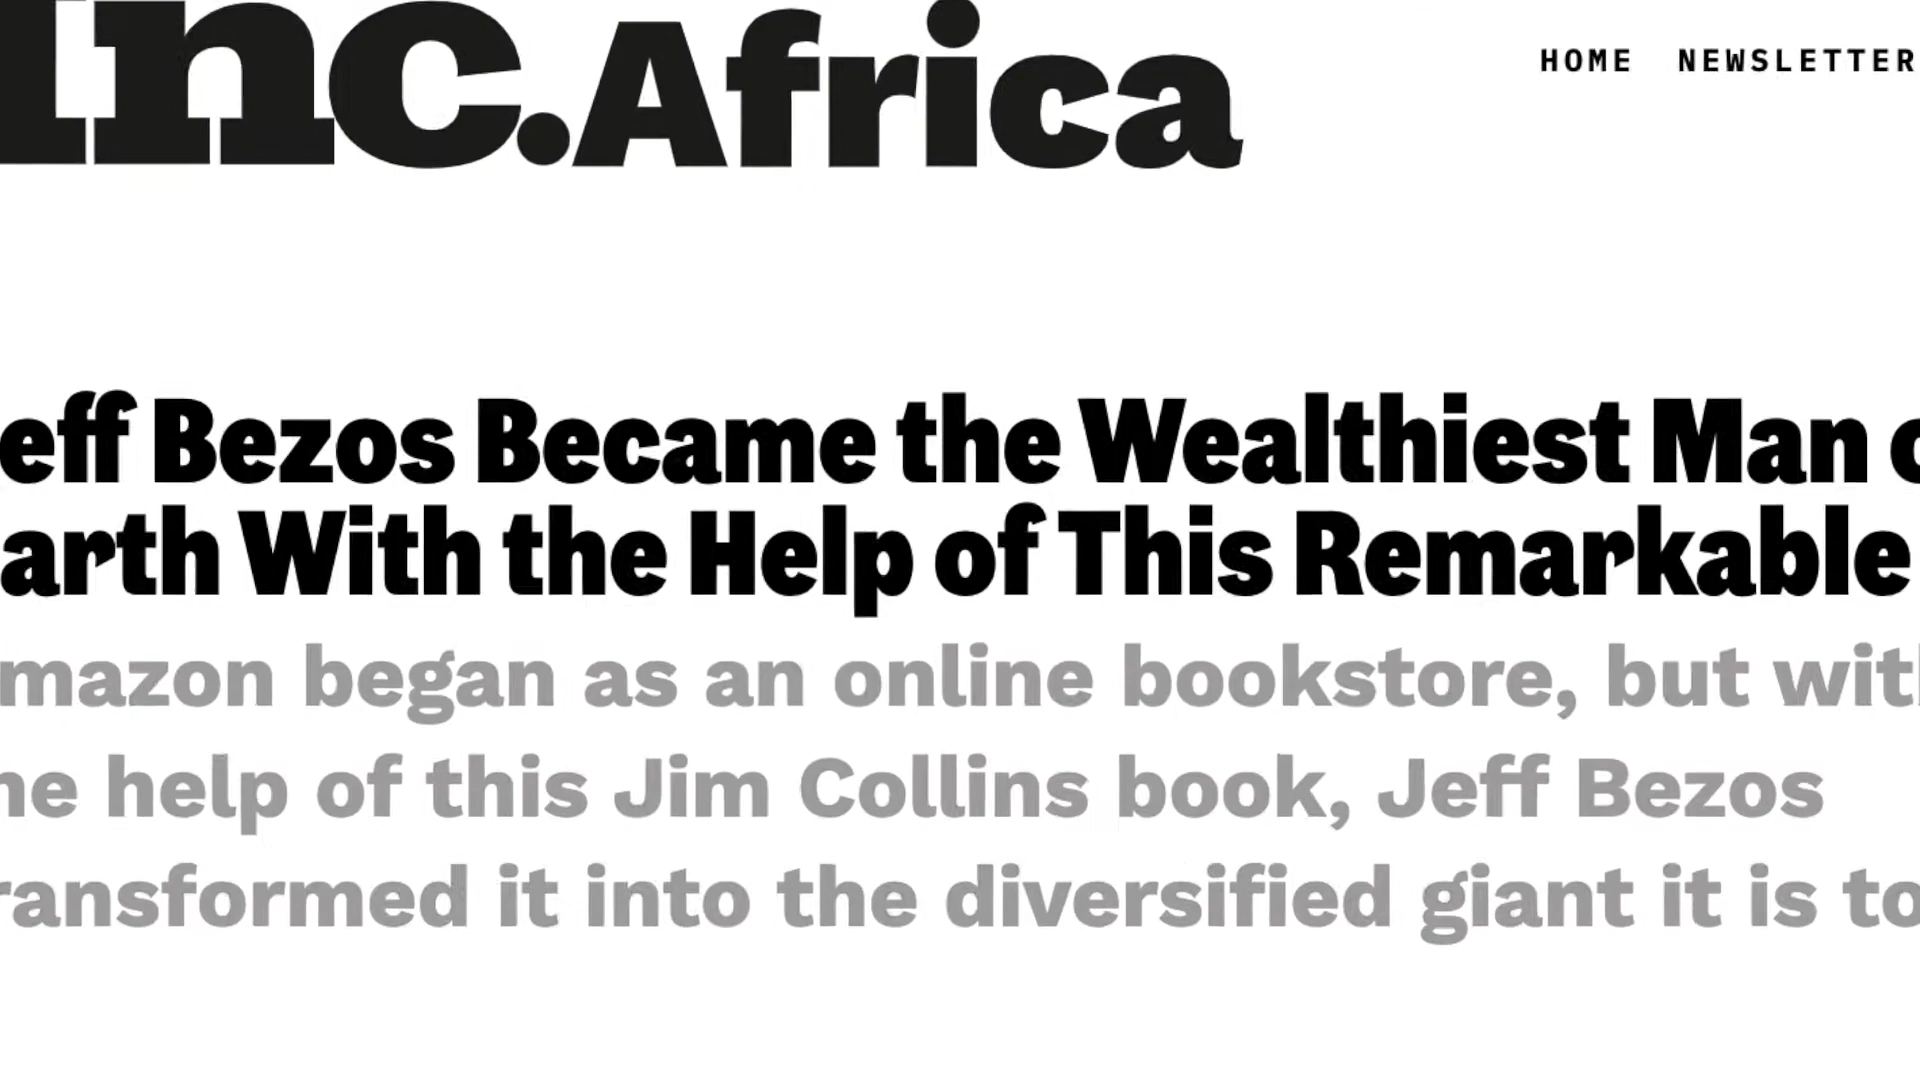 Inc.Africa
HOME NEWSLETTER
eff Bezos Became the Wealthiest Man
arth With the Help of This Remarkable
mazon began as an online bookstore, but with
he help of this Jim Collins book, Jeff Bezos
ransformed it into the diversified giant it is to